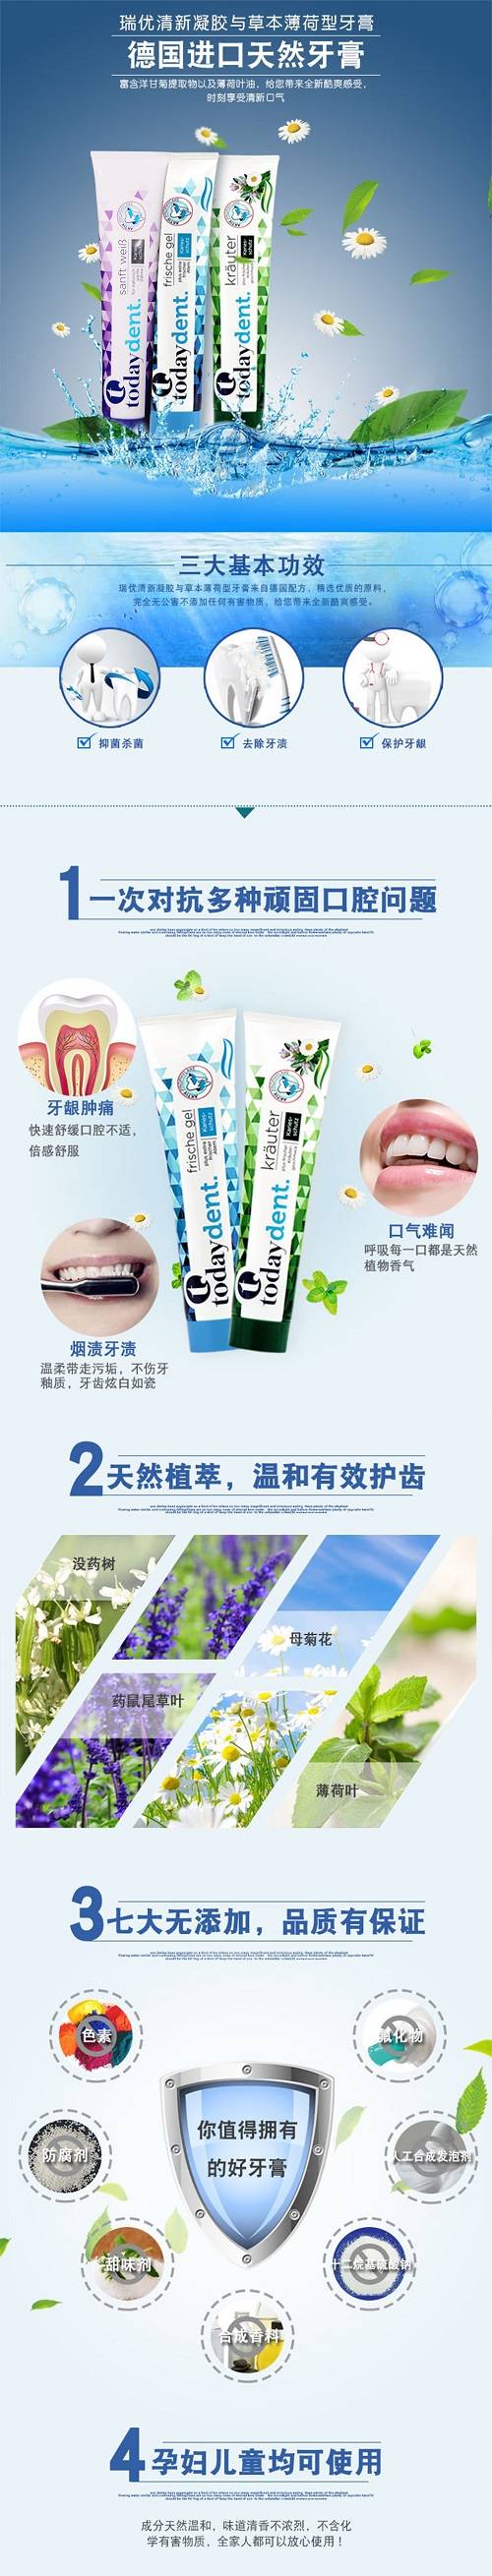 瑞优清新凝胶与草本薄荷型牙膏
德国进口天然牙膏
富含洋甘菊提取物以及薄荷叶油，给您带来全新酷爽感受，
时刻享受清新口气
sanft weiß
todaydent.
frische gel
todaydent.
kräuter
todaydent.
三大基本功效
瑞优清新凝胶与草本薄荷型牙膏来自德国配方，精选优质的原料，
完全无公害不添加任何有害物质，给您带来全新酷爽感受。
抑菌杀菌
去除牙渍
保护牙龈
1一次对抗多种顽固口腔问题
牙龈肿痛
快速舒缓口腔不适，
倍感舒服
frische gel
plus extra
frischer
Atem
todaydent.
kräuter
todaydent.
口气难闻
呼吸每一口都是天然
植物香气
烟渍牙渍
温柔带走污垢，不伤牙
釉质，牙齿炫白如瓷
2天然植萃，温和有效护齿
没药树
母菊花
药鼠尾草叶
薄荷叶
3七大无添加，品质有保证
色素
氟化物
你值得拥有
的好牙膏
防腐剂
人工合成发泡剂
甜味剂
十二烷基硫酸钠
合成香料
4孕妇儿童均可使用
成分天然温和，味道清香不浓烈，不含化
学有害物质，全家人都可以放心使用！